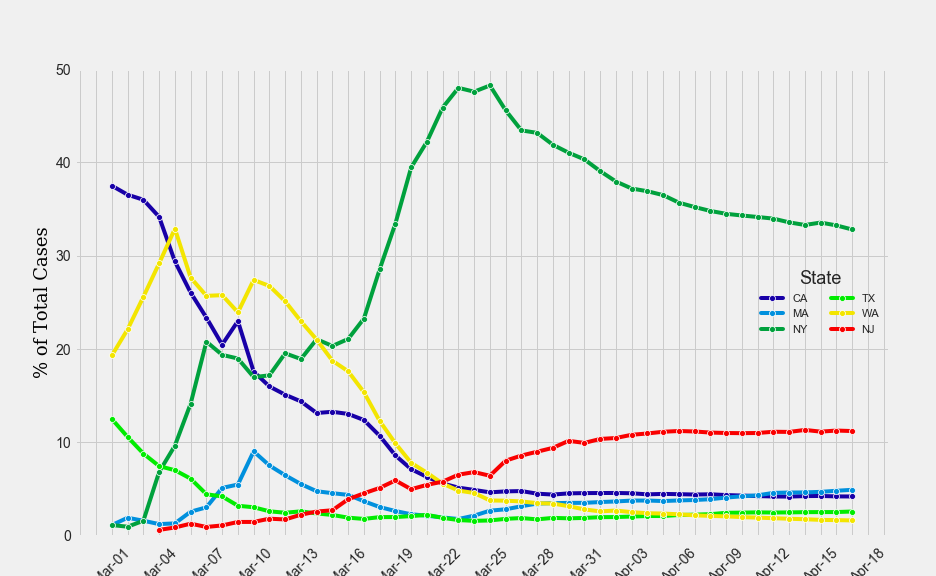 50
40
30
20
10
0
% of Total Cases
State
CA
MA
NY
TX
WA
NJ
Mar-01
Mar-04
Mar-07
Mar-10
Mar-13
Mar-16
Mar-19
Mar-22
Mar-25
Mar-28
Mar-31
Apr-03
Apr-06
Apr-09
Apr-12
Apr-15
Apr-18